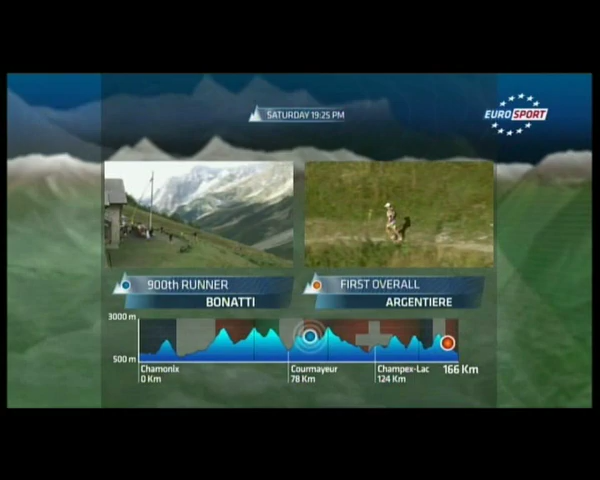 SATURDAY 19:25 PM
EUROSPORT
900th RUNNER
BONATTI
FIRST OVERALL
ARGENTIERE
3000 m
500 m
Chamonix
0 Km
Courmayeur
78 Km
Champex-Lac
124 Km
166 Km